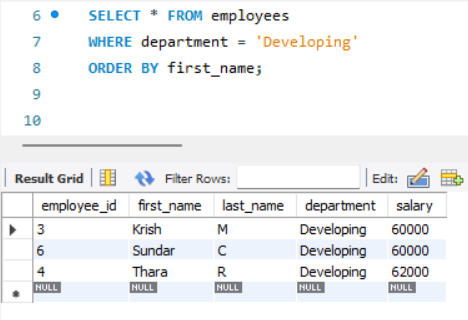 6 SELECT * FROM employees
7 WHERE department = 'Developing'
8 ORDER BY first_name;
9
10
Result Grid Filter Rows: Edit:
employee_id first_name last_name department salary
3 Krish M Developing 60000
6 Sundar C Developing 60000
4 Thara R Developing 62000
NULL NULL NULL NULL NULL